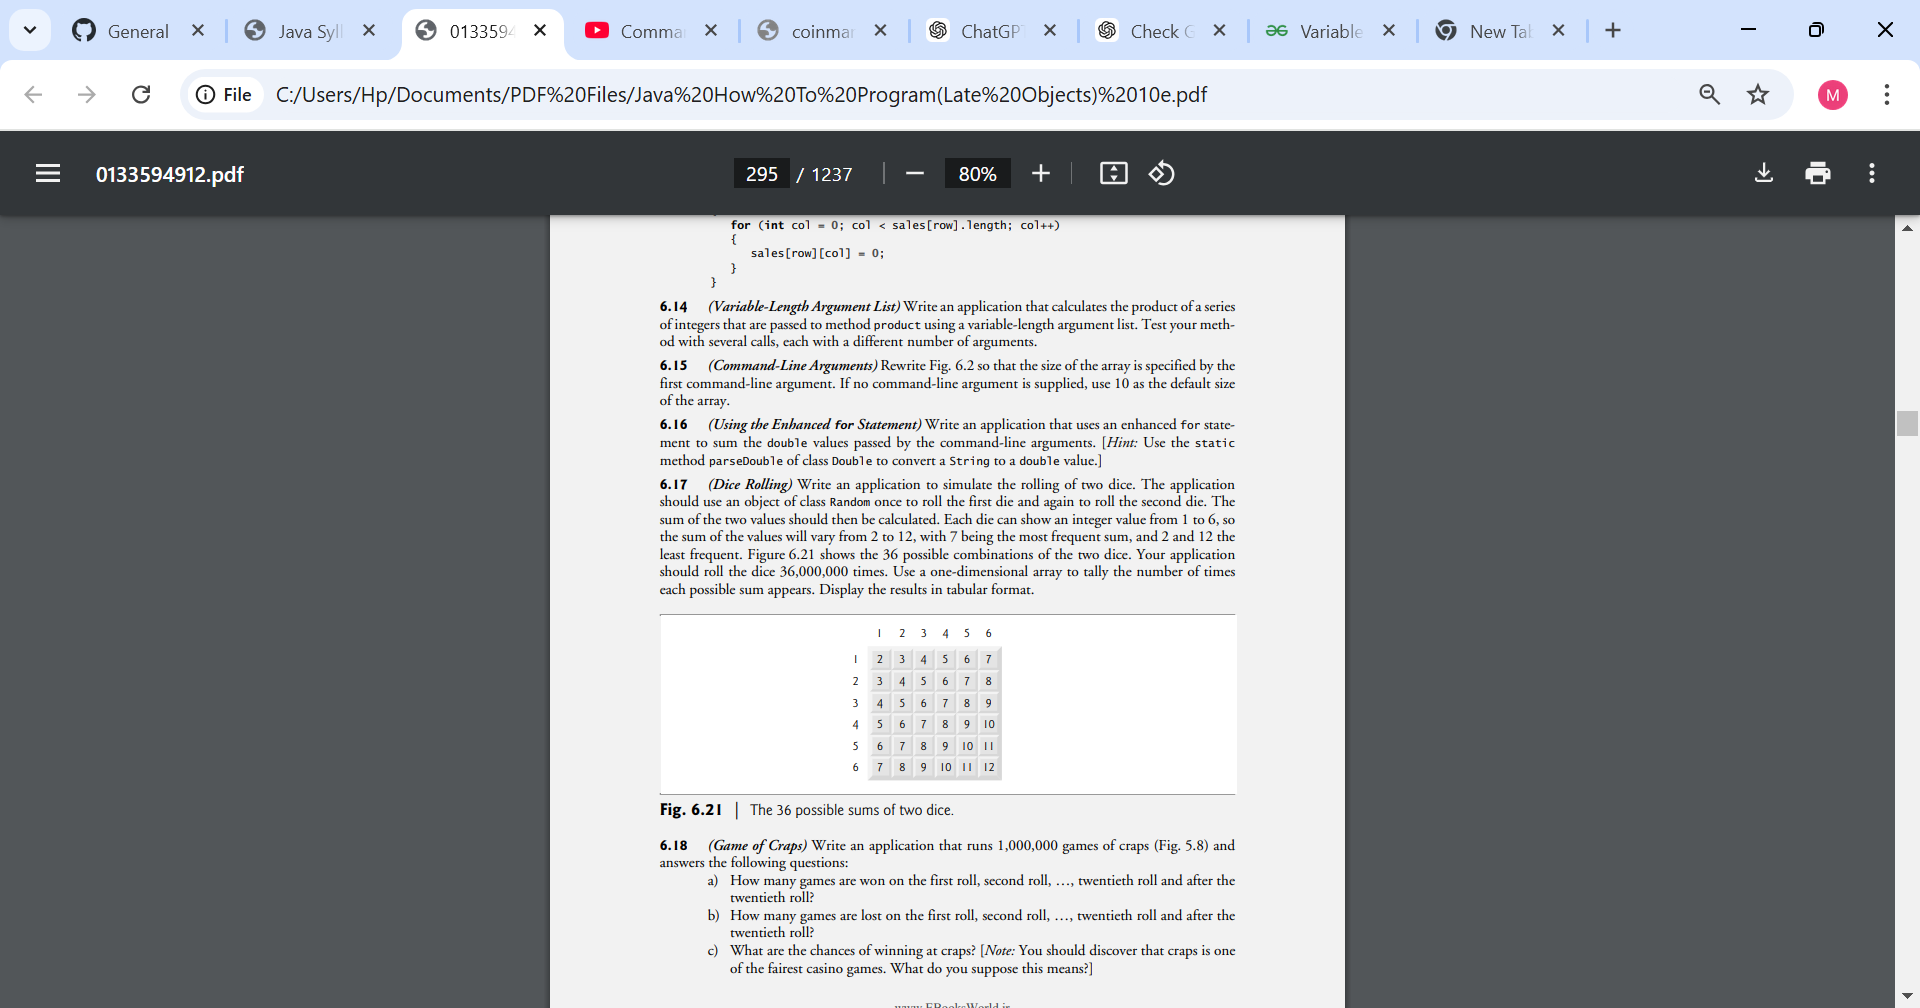 General
Java Syl
013359
Comma
coinmar
ChatGP
Check G
Variable
New Ta
File
C:/Users/Hp/Documents/PDF%20Files/Java%20How%20To%20Program(Late%20Objects)%2010e.pdf
M
0133594912.pdf
295 / 1237
80%
for (int col = 0; col < sales[row].length; col++)
{
sales[row][col] = 0;
}
}
6.14 (Variable-Length Argument List) Write an application that calculates the product of a series
of integers that are passed to method product using a variable-length argument list. Test your meth-
od with several calls, each with a different number of arguments.
6.15 (Command-Line Arguments) Rewrite Fig. 6.2 so that the size of the array is specified by the
first command-line argument. If no command-line argument is supplied, use 10 as the default size
of the array.
6.16 (Using the Enhanced for Statement) Write an application that uses an enhanced for state-
ment to sum the double values passed by the command-line arguments. [Hint: Use the static
method parseDouble of class Double to convert a String to a double value.]
6.17 (Dice Rolling) Write an application to simulate the rolling of two dice. The application
should use an object of class Random once to roll the first die and again to roll the second die. The
sum of the two values should then be calculated. Each die can show an integer value from 1 to 6, so
the sum of the values will vary from 2 to 12, with 7 being the most frequent sum, and 2 and 12 the
least frequent. Figure 6.21 shows the 36 possible combinations of the two dice. Your application
should roll the dice 36,000,000 times. Use a one-dimensional array to tally the number of times
each possible sum appears. Display the results in tabular format.
1 2 3 4 5 6
1 2 3 4 5 6 7
2 3 4 5 6 7 8
3 4 5 6 7 8 9
4 5 6 7 8 9 10
5 6 7 8 9 10 11
6 7 8 9 10 11 12
Fig. 6.21 | The 36 possible sums of two dice.
6.18 (Game of Craps) Write an application that runs 1,000,000 games of craps (Fig. 5.8) and
answers the following questions:
a) How many games are won on the first roll, second roll, …, twentieth roll and after the
twentieth roll?
b) How many games are lost on the first roll, second roll, …, twentieth roll and after the
twentieth roll?
c) What are the chances of winning at craps? [Note: You should discover that craps is one
of the fairest casino games. What do you suppose this means?]
www.EBooksWorld.ir